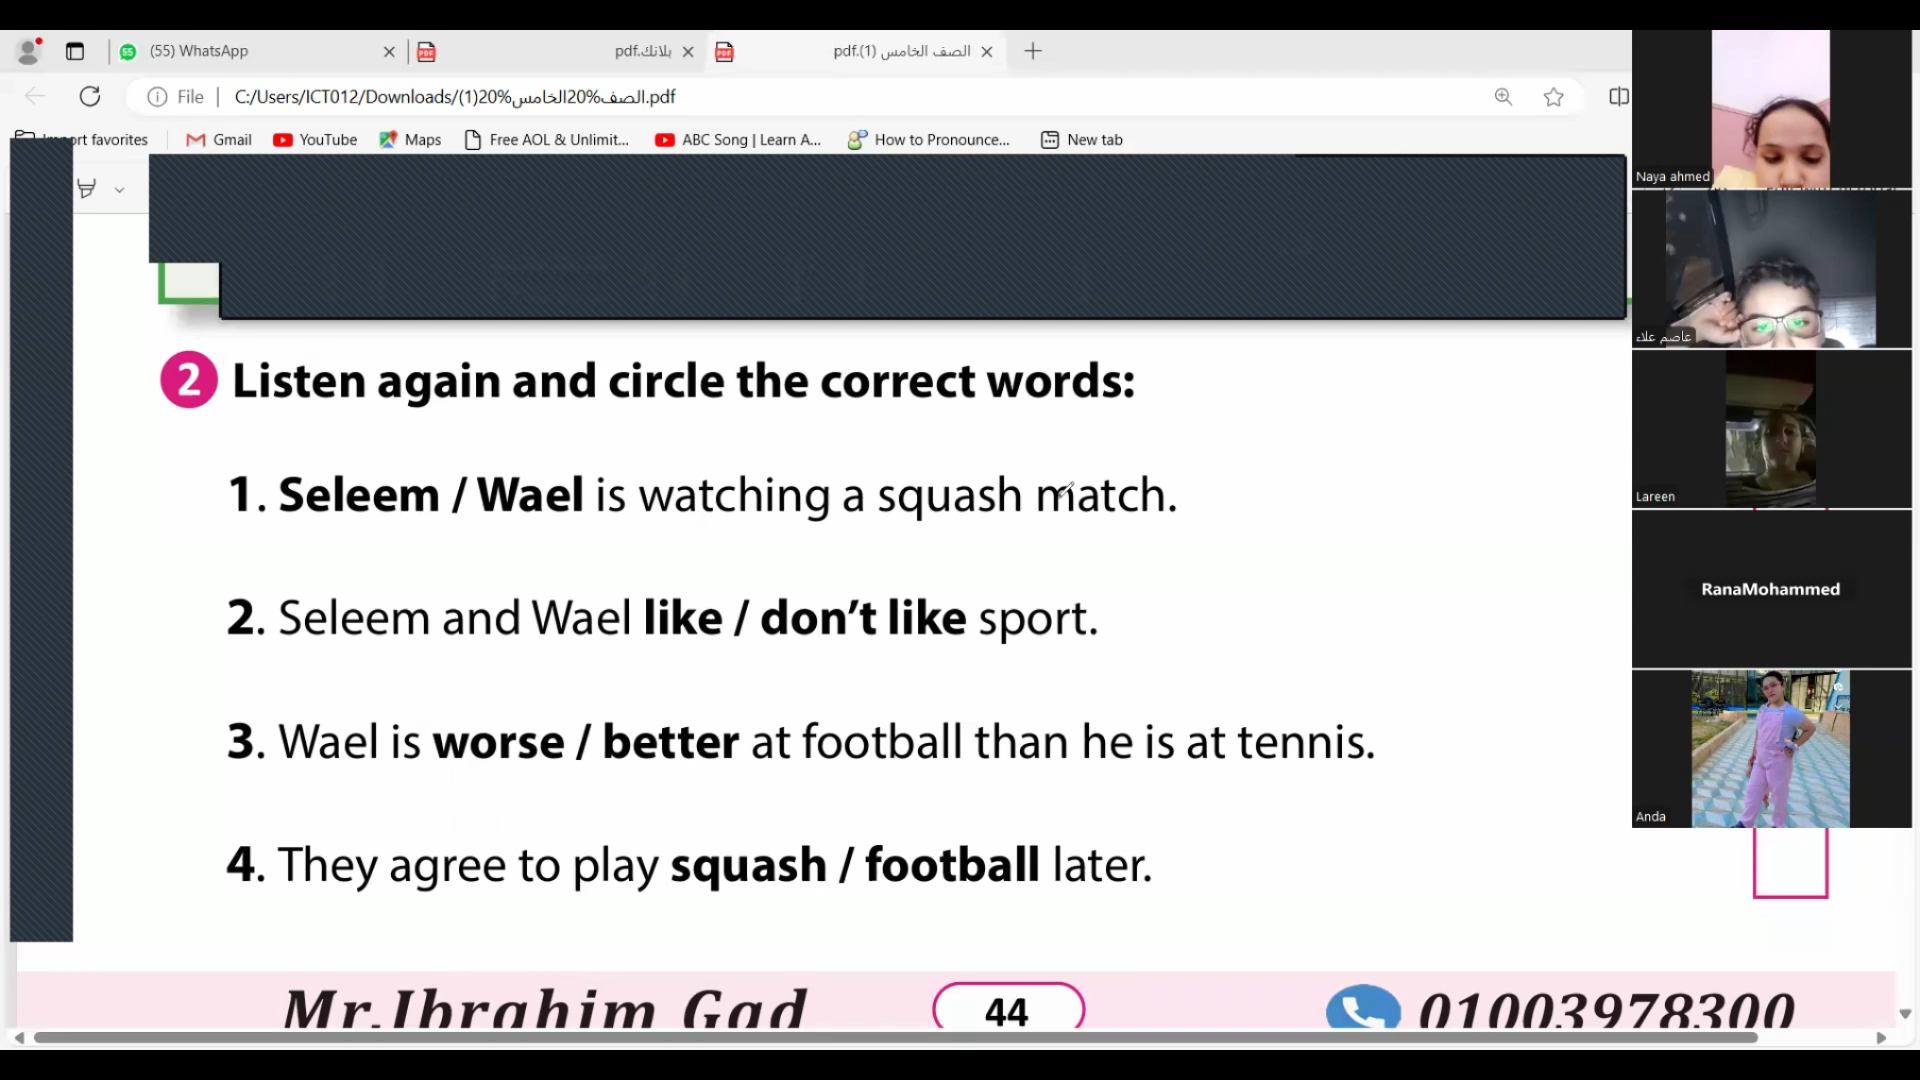 (55) WhatsApp
بلانك.pdf
الصف الخامس (1).pdf
File
C:/Users/ICT012/Downloads/(1)20%الصف%20الخامس.pdf
ort favorites
Gmail
YouTube
Maps
Free AOL & Unlimit...
ABC Song | Learn A...
How to Pronounce...
New tab
2 Listen again and circle the correct words:
1. Seleem / Wael is watching a squash match.
2. Seleem and Wael like / don't like sport.
3. Wael is worse / better at football than he is at tennis.
4. They agree to play squash / football later.
Mr.Ibrahim Gad
44
01003978300
Naya ahmed
عاصم علاء
Lareen
RanaMohammed
Anda